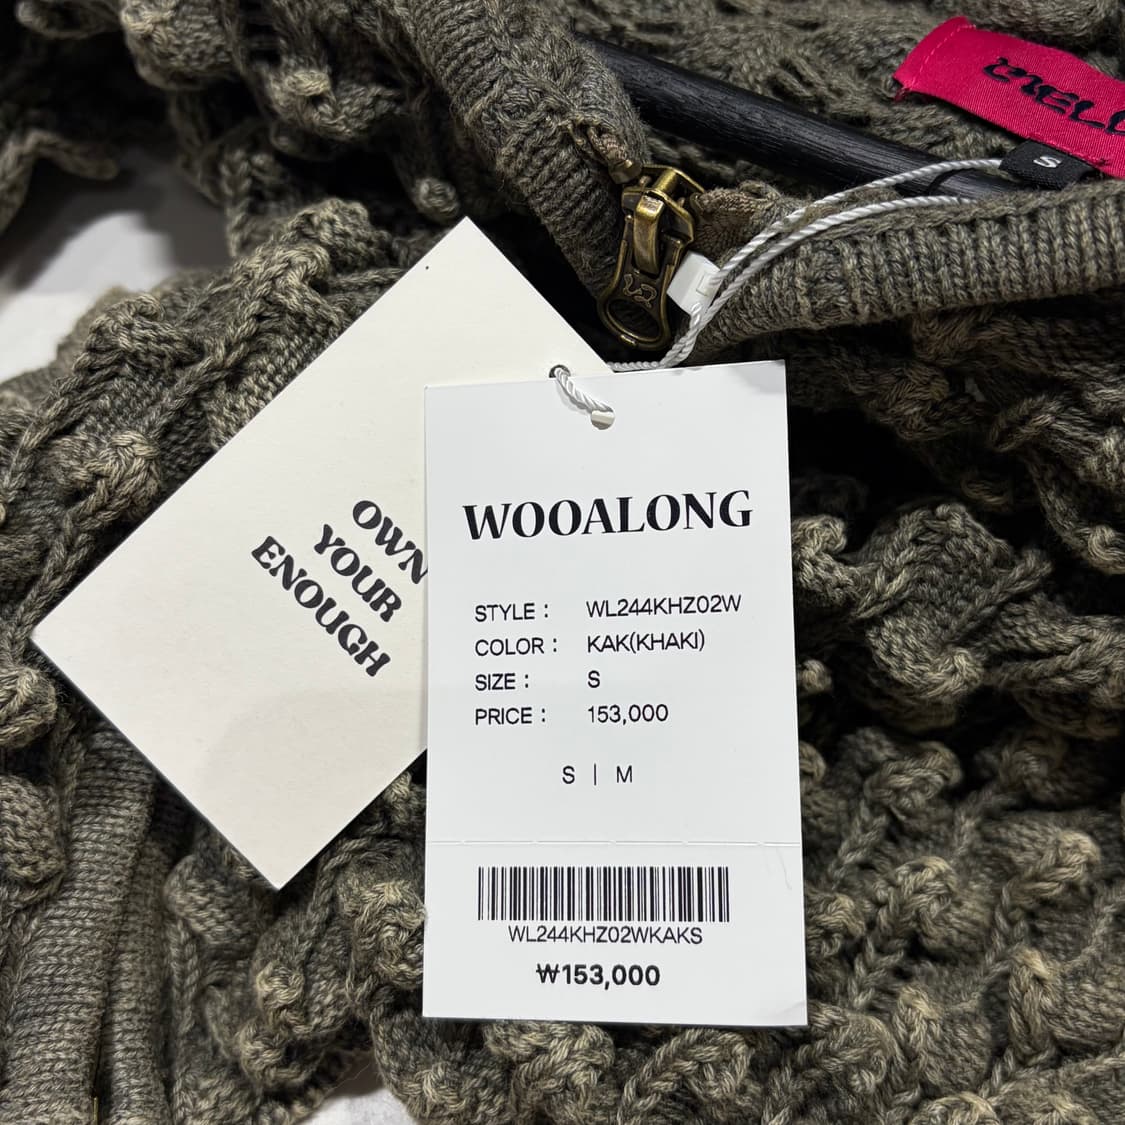 S
OWN
YOUR
ENOUGH
WOOALONG
STYLE : WL244KHZ02W
COLOR : KAK(KHAKI)
SIZE : S
PRICE : 153,000
S | M
WL244KHZ02WKAKS
₩153,000